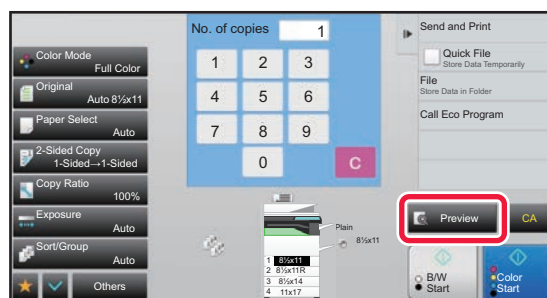 Color Mode
Full Color
Original
Auto 8½x11
Paper Select
Auto
2-Sided Copy
1-Sided→1-Sided
Copy Ratio
100%
Exposure
Auto
Sort/Group
Auto
Others
No. of copies 1
1 2 3
4 5 6
7 8 9
0 C
Plain
8½x11
1 8½x11
2 8½x11R
3 8½x14
4 11x17
Send and Print
Quick File
Store Data Temporarily
File
Store Data in Folder
Call Eco Program
Preview
CA
B/W
Start
Color
Start